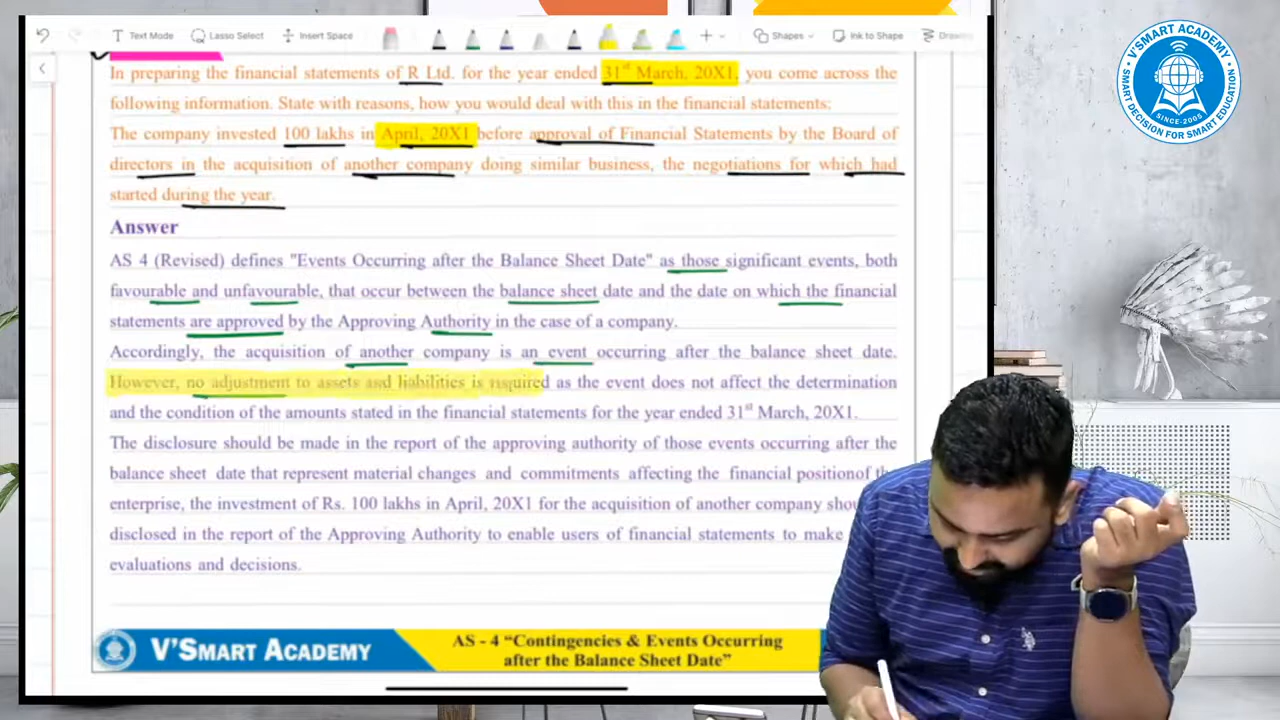 Text Mode
Lasso Select
Insert Space
Shapes
Ink to Shape
In preparing the financial statements of R Ltd. for the year ended 31st March, 20X1, you come across the
following information. State with reasons, how you would deal with this in the financial statements:
The company invested 100 lakhs in April, 20X1 before approval of Financial Statements by the Board of
directors in the acquisition of another company doing similar business, the negotiations for which had
started during the year.
Answer
AS 4 (Revised) defines "Events Occurring after the Balance Sheet Date" as those significant events, both
favourable and unfavourable, that occur between the balance sheet date and the date on which the financial
statements are approved by the Approving Authority in the case of a company.
Accordingly, the acquisition of another company is an event occurring after the balance sheet date.
However, no adjustment to assets and liabilities is required as the event does not affect the determination
and the condition of the amounts stated in the financial statements for the year ended 31st March, 20X1.
The disclosure should be made in the report of the approving authority of those events occurring after the
balance sheet date that represent material changes and commitments affecting the financial positionof
enterprise, the investment of Rs. 100 lakhs in April, 20X1 for the acquisition of another company
disclosed in the report of the Approving Authority to enable users of financial statements to make
evaluations and decisions.
V'SMART ACADEMY
AS - 4 “Contingencies & Events Occurring
after the Balance Sheet Date”
V'SMART ACADEMY
SINCE-2005
SMART DECISION FOR SMART EDUCATION